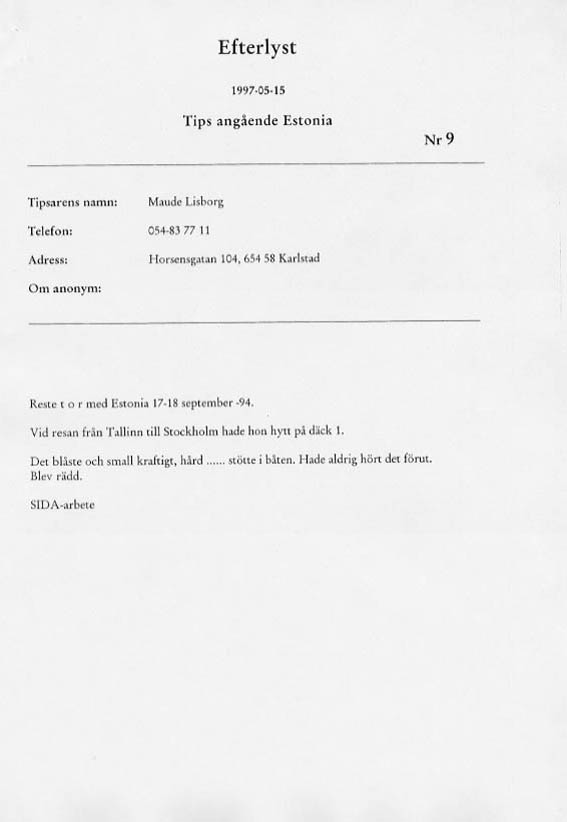 Efterlyst
1997-05-15
Tips angående Estonia
Nr 9
Tipsarens namn: Maude Lisborg
Telefon: 054-83 77 11
Adress: Horsensgatan 104, 654 58 Karlstad
Om anonym:
Reste t o r med Estonia 17-18 september -94.
Vid resan från Tallinn till Stockholm hade hon hytt på däck 1.
Det blåste och small kraftigt, hård ...... stötte i båten. Hade aldrig hört det förut.
Blev rädd.
SIDA-arbete